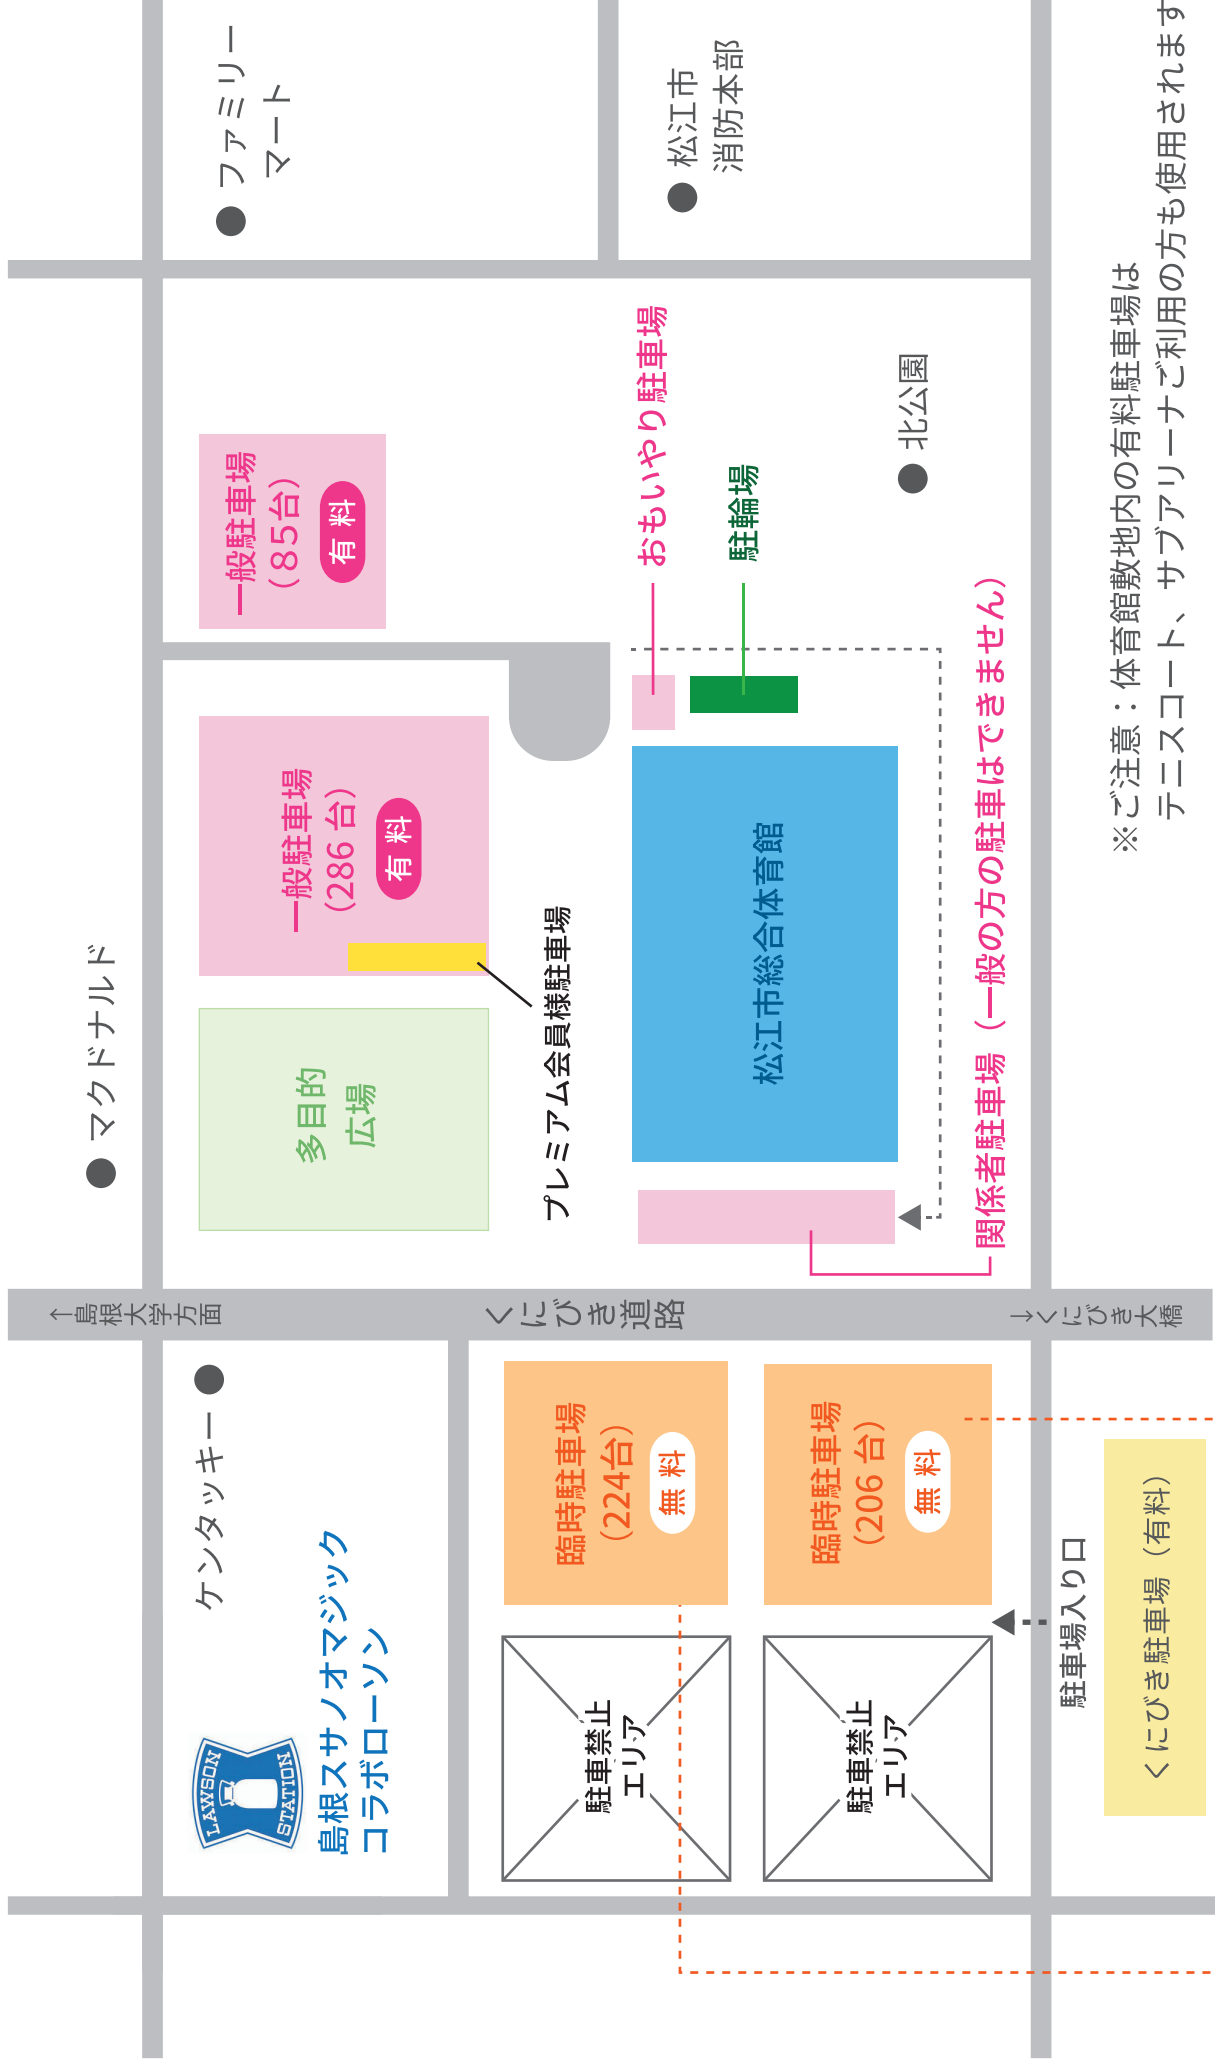 ↑島根大学方面
くにびき道路
→くにびき大橋
ケンタッキー
LAWSON
STATION
島根スサノオマジック
コラボローソン
臨時駐車場
(224台)
無料
臨時駐車場
(206台)
無料
駐車禁止
エリア
駐車禁止
エリア
駐車場入り口
くにびき駐車場（有料）
マクドナルド
多目的
広場
一般駐車場
(286台)
有料
プレミアム会員様駐車場
一般駐車場
(85台)
有料
松江市総合体育館
おもいやり駐車場
駐輪場
関係者駐車場（一般の方の駐車はできません）
北公園
ファミリー
マート
松江市
消防本部
※ご注意：体育館敷地内の有料駐車場は
テニスコート、サブアリーナご利用の方も使用されます